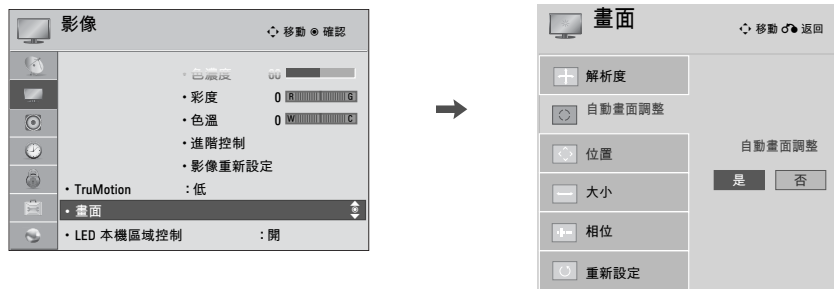 影像
移動 ◉ 確認
・色濃度 60
・彩度 0 R G
・色溫 0 W C
・進階控制
・影像重新設定
・TruMotion :低
・畫面
・LED 本機區域控制 :開
畫面
移動 返回
解析度
自動畫面調整
位置
大小
相位
重新設定
自動畫面調整
是 否